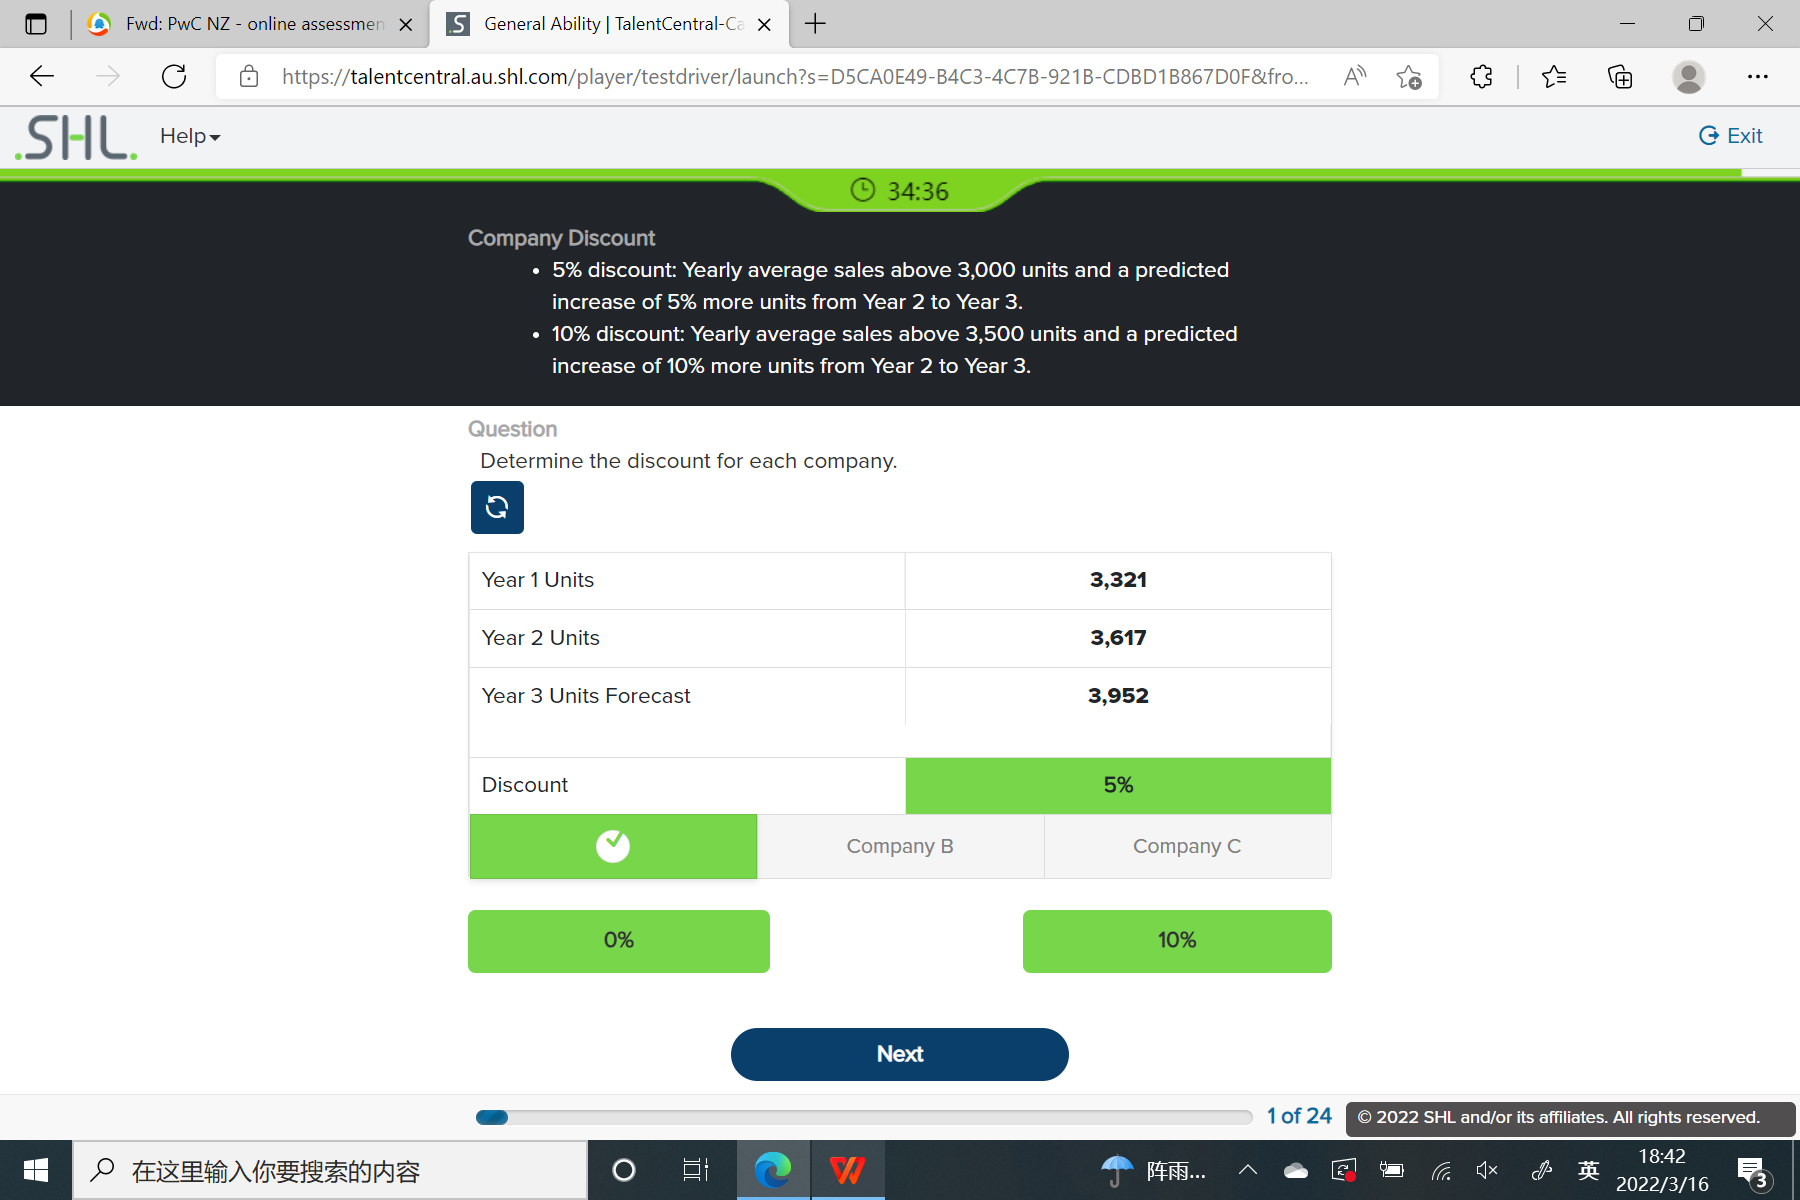 Fwd: PwC NZ - online assessmen
General Ability | TalentCentral-Ca
https://talentcentral.au.shl.com/player/testdriver/launch?s=D5CA0E49-B4C3-4C7B-921B-CDBD1B867D0F&fro...
.SHL.
Help
Exit
34:36
Company Discount
• 5% discount: Yearly average sales above 3,000 units and a predicted
increase of 5% more units from Year 2 to Year 3.
• 10% discount: Yearly average sales above 3,500 units and a predicted
increase of 10% more units from Year 2 to Year 3.
Question
Determine the discount for each company.
Year 1 Units 3,321
Year 2 Units 3,617
Year 3 Units Forecast 3,952
Discount 5%
Company B Company C
0% 10%
Next
1 of 24
© 2022 SHL and/or its affiliates. All rights reserved.
在这里输入你要搜索的内容
阵雨...
英
18:42
2022/3/16
3